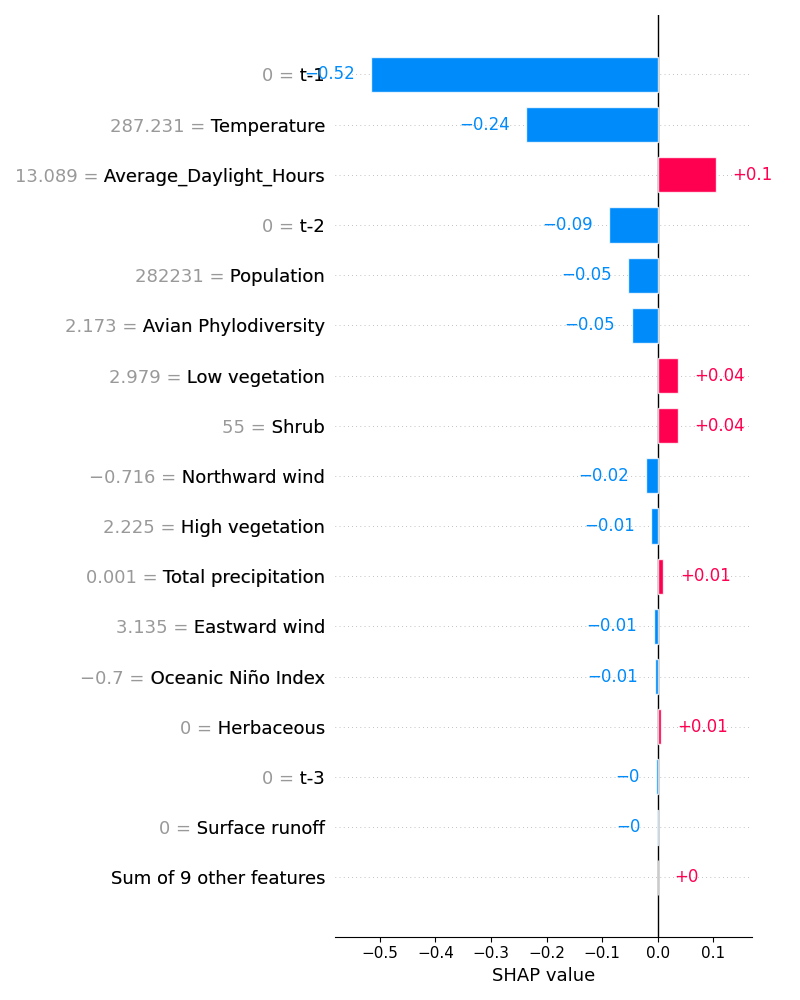 0 = t-1 −0.52
287.231 = Temperature −0.24
13.089 = Average_Daylight_Hours +0.1
0 = t-2 −0.09
282231 = Population −0.05
2.173 = Avian Phylodiversity −0.05
2.979 = Low vegetation +0.04
55 = Shrub +0.04
−0.716 = Northward wind −0.02
2.225 = High vegetation −0.01
0.001 = Total precipitation +0.01
3.135 = Eastward wind −0.01
−0.7 = Oceanic Niño Index −0.01
0 = Herbaceous +0.01
0 = t-3 −0
0 = Surface runoff −0
Sum of 9 other features +0
−0.5 −0.4 −0.3 −0.2 −0.1 0.0 0.1
SHAP value